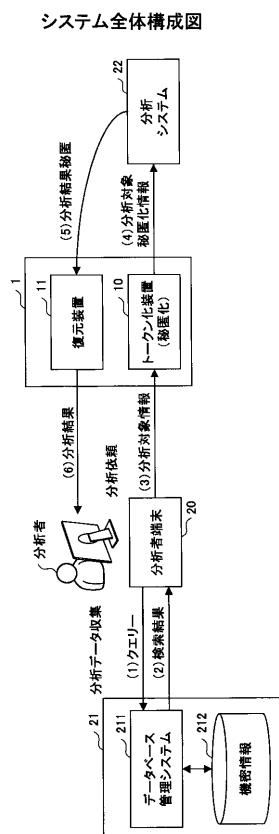 システム全体構成図
22
分析
システム
(5)分析結果秘匿
(4)分析対象
秘匿化情報
1
11
復元装置
10
トークン化装置
(秘匿化)
(6)分析結果
分析依頼
(3)分析対象情報
分析者
分析者端末
20
分析データ収集
(1)クエリー
(2)検索結果
21
211
データベース
管理システム
212
機密情報